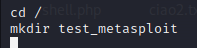 cd /
mkdir test_metasploit